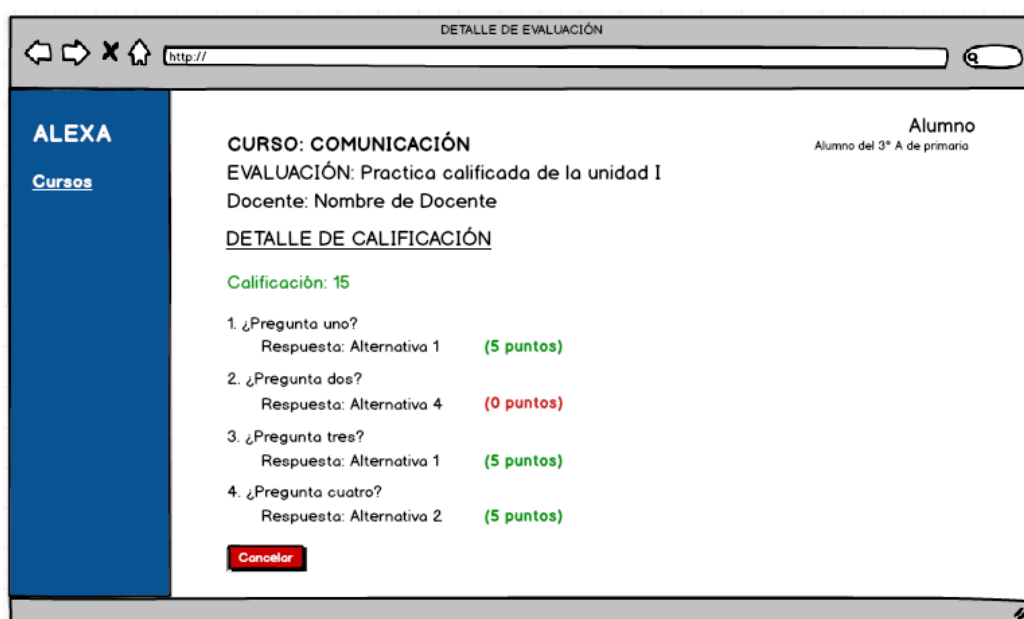 DETALLE DE EVALUACIÓN
http://
ALEXA
Cursos
Alumno
Alumno del 3° A de primaria
CURSO: COMUNICACIÓN
EVALUACIÓN: Practica calificada de la unidad I
Docente: Nombre de Docente
DETALLE DE CALIFICACIÓN
Calificación: 15
1. ¿Pregunta uno?
Respuesta: Alternativa 1 (5 puntos)
2. ¿Pregunta dos?
Respuesta: Alternativa 4 (0 puntos)
3. ¿Pregunta tres?
Respuesta: Alternativa 1 (5 puntos)
4. ¿Pregunta cuatro?
Respuesta: Alternativa 2 (5 puntos)
Cancelar